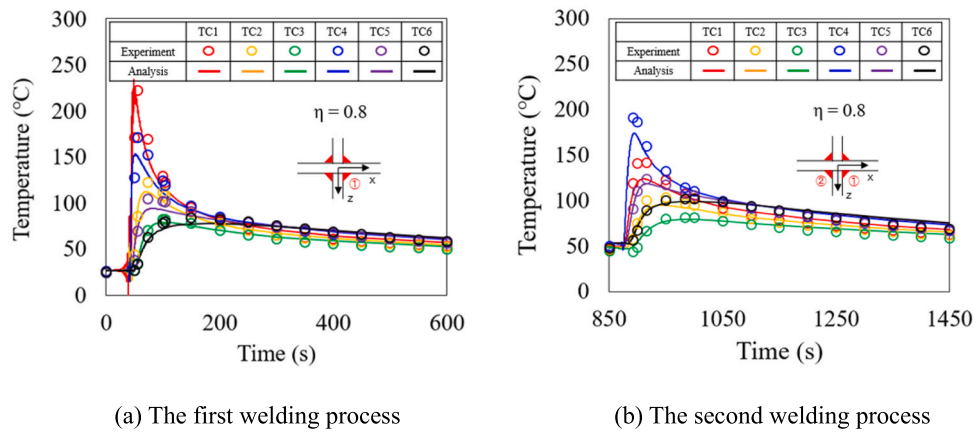 300
250
200
150
100
50
0
Temperature (°C)
TC1 TC2 TC3 TC4 TC5 TC6
Experiment
Analysis
η = 0.8
①
x
z
0 200 400 600
Time (s)
(a) The first welding process
300
250
200
150
100
50
0
Temperature (°C)
TC1 TC2 TC3 TC4 TC5 TC6
Experiment
Analysis
η = 0.8
② ①
x
z
850 1050 1250 1450
Time (s)
(b) The second welding process